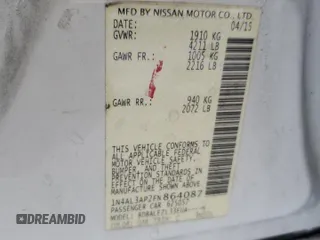 MFD BY NISSAN MOTOR CO., LTD.
DATE: 04/15
GVWR: 1910 KG
4211 LB
GAWR FR: 1005 KG
2216 LB
GAWR RR: 940 KG
2072 LB
THIS VEHICLE CONFORMS TO ALL APPLICABLE FEDERAL
MOTOR VEHICLE SAFETY,
BUMPER, AND THEFT
PREVENTION STANDARDS
IN EFFECT ON THE DATE OF
MANUFACTURE SHOWN ABOVE.
1N4AL3AP2FN 864087
PASSENGER CAR
MODEL: